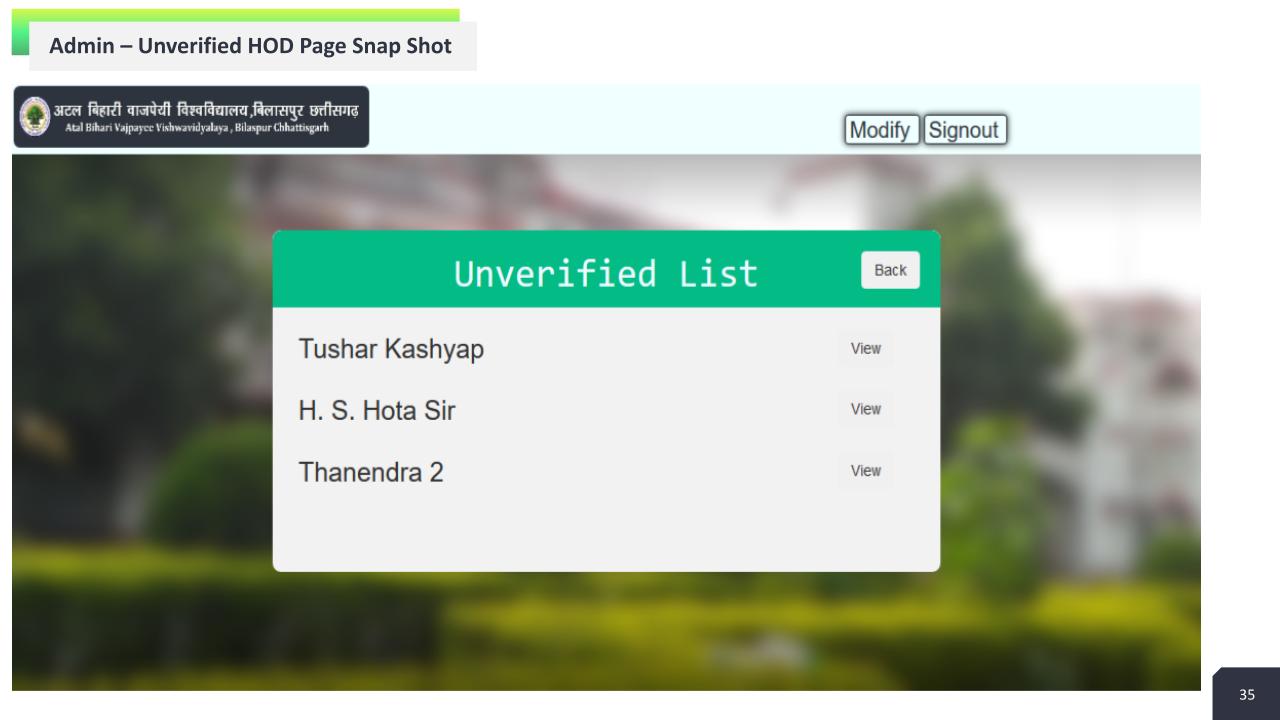 Admin – Unverified HOD Page Snap Shot
अटल बिहारी वाजपेयी विश्वविद्यालय,बिलासपुर छत्तीसगढ़
Atal Bihari Vajpayee Vishwavidyalaya , Bilaspur Chhattisgarh
Modify Signout
Unverified List Back
Tushar Kashyap View
H. S. Hota Sir View
Thanendra 2 View
35